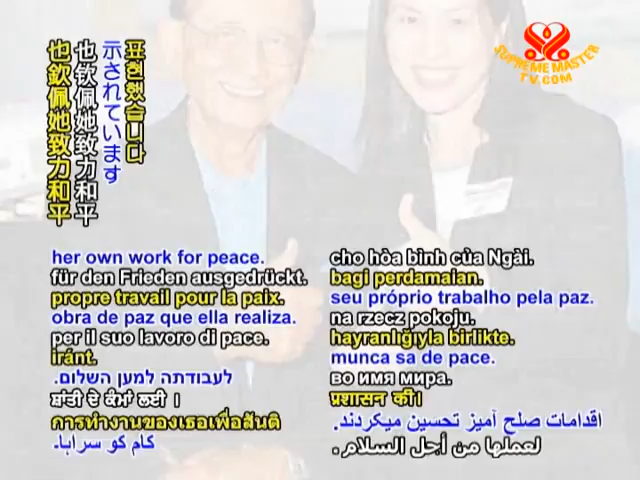 SUPREME MASTER
TV.COM
표현했습니다
示されています
也欽佩她致力和平
也钦佩她致力和平
her own work for peace.
für den Frieden ausgedrückt.
propre travail pour la paix.
obra de paz que ella realiza.
per il suo lavoro di pace.
iránt.
לעבודתה למען השלום.
ਸ਼ਾਂਤੀ ਦੇ ਕੰਮਾਂ ਲਈ ।
การทำงานของเธอเพื่อสันติ
کام کو سراہا۔
cho hòa bình của Ngài.
bagi perdamaian.
seu próprio trabalho pela paz.
na rzecz pokoju.
hayranlığıyla birlikte.
munca sa de pace.
во имя мира.
प्रशासन की।
اقدامات صلح آمیز تحسین میکردند.
لعملها من أجل السلام.